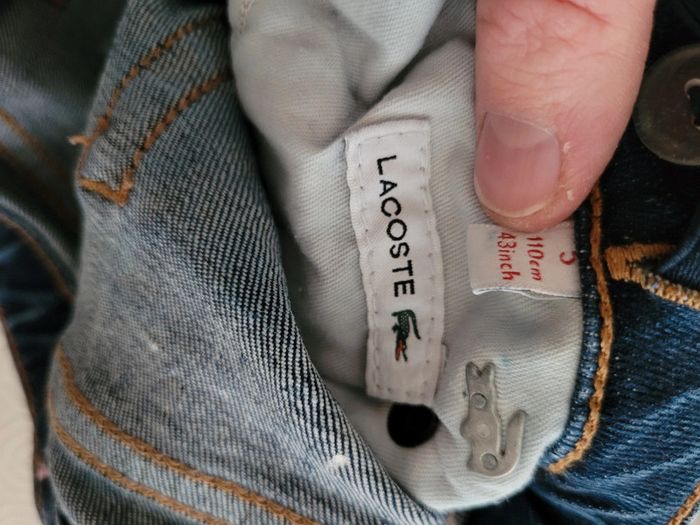 LACOSTE
5
110cm
43inch